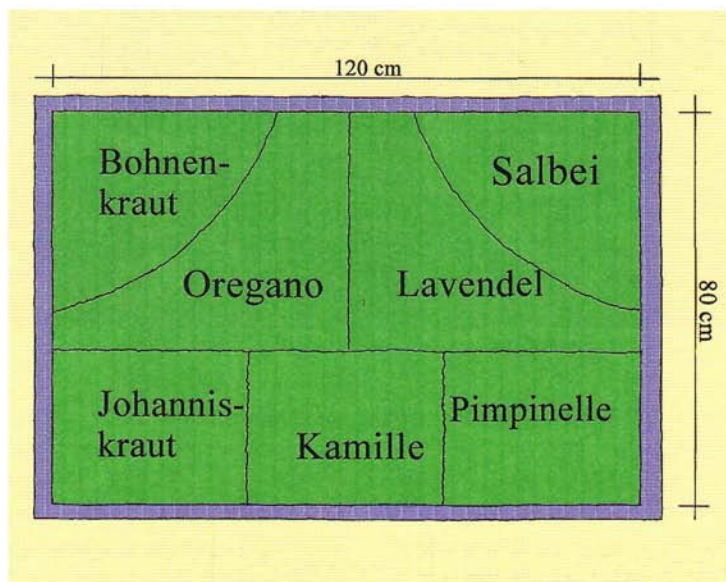 120 cm
Bohnen-
kraut
Salbei
Oregano
Lavendel
80 cm
Johannis-
kraut
Kamille
Pimpinelle